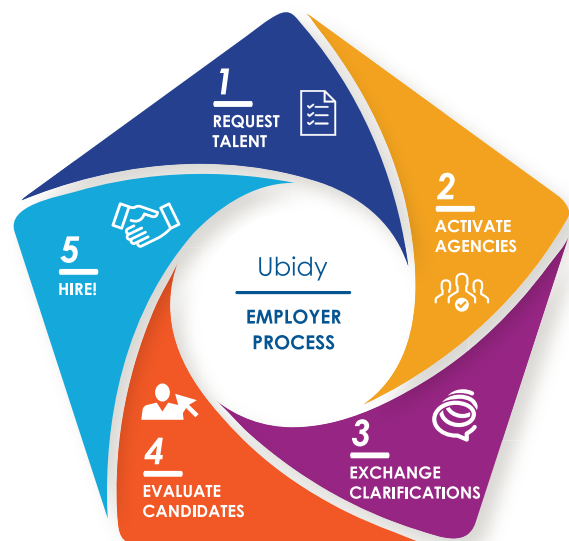 1
REQUEST
TALENT
2
ACTIVATE
AGENCIES
3
EXCHANGE
CLARIFICATIONS
4
EVALUATE
CANDIDATES
5
HIRE!
Ubidy
EMPLOYER
PROCESS